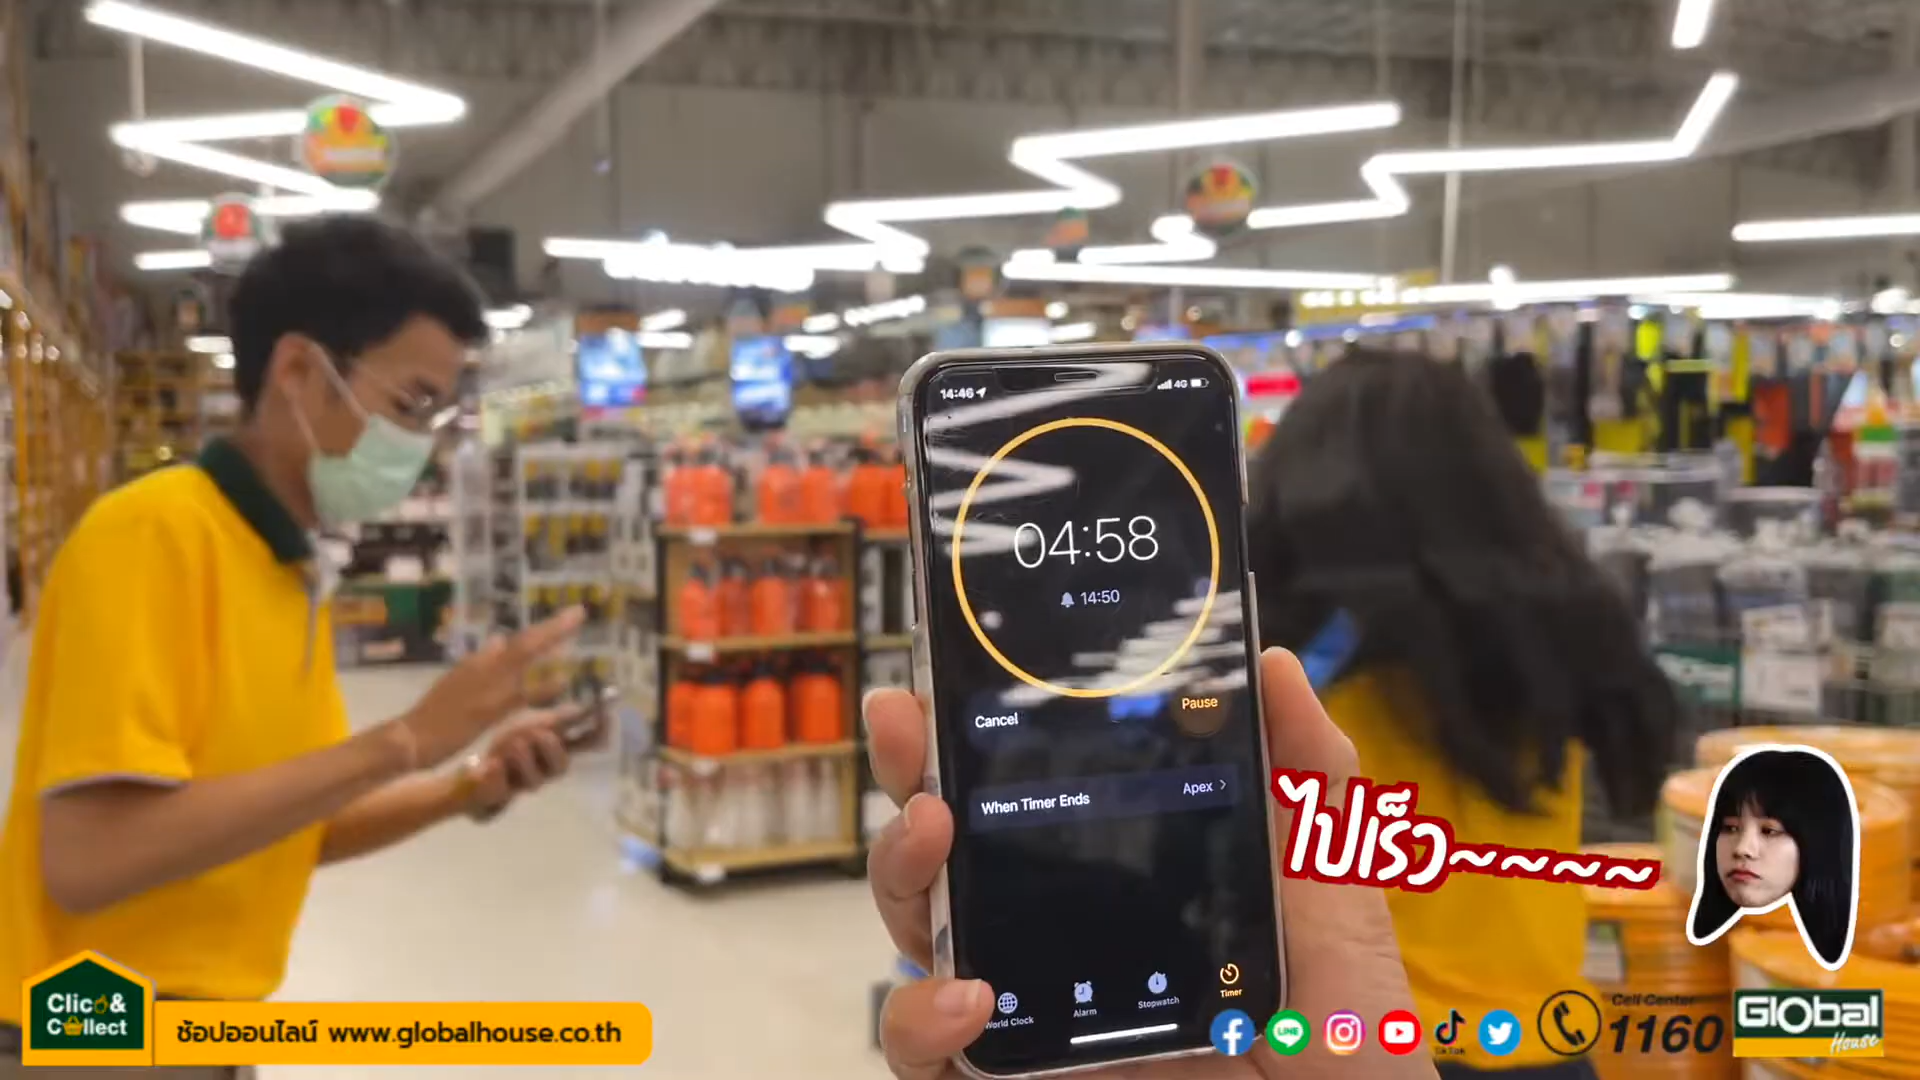 14:46
4G
04:58
14:50
Cancel
Pause
When Timer Ends
Apex
World Clock
Alarm
Stopwatch
Timer
ไปเร็ว~~~~~
Click &
Collect
ช้อปออนไลน์ www.globalhouse.co.th
LINE
TikTok
Call Center
1160
Global
House